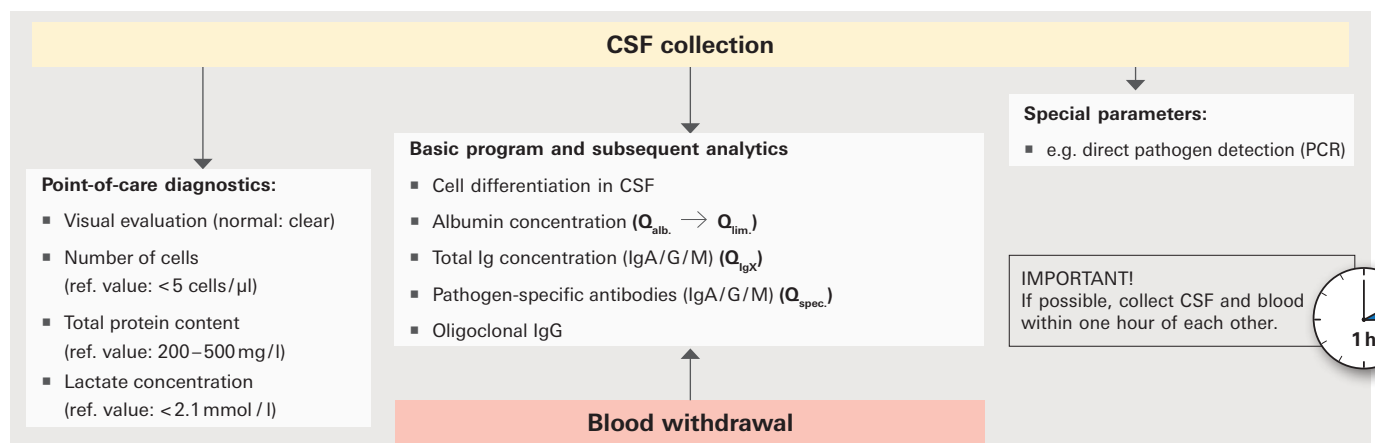 CSF collection
Point-of-care diagnostics:
▪ Visual evaluation (normal: clear)
▪ Number of cells
(ref. value: <5 cells/µl)
▪ Total protein content
(ref. value: 200–500 mg/l)
▪ Lactate concentration
(ref. value: <2.1 mmol / l)
Basic program and subsequent analytics
▪ Cell differentiation in CSF
▪ Albumin concentration (Qalb. → Qlim.)
▪ Total Ig concentration (IgA/G/M) (QIgX)
▪ Pathogen-specific antibodies (IgA/G/M) (Qspec.)
▪ Oligoclonal IgG
Special parameters:
▪ e.g. direct pathogen detection (PCR)
IMPORTANT!
If possible, collect CSF and blood
within one hour of each other.
1 h
Blood withdrawal